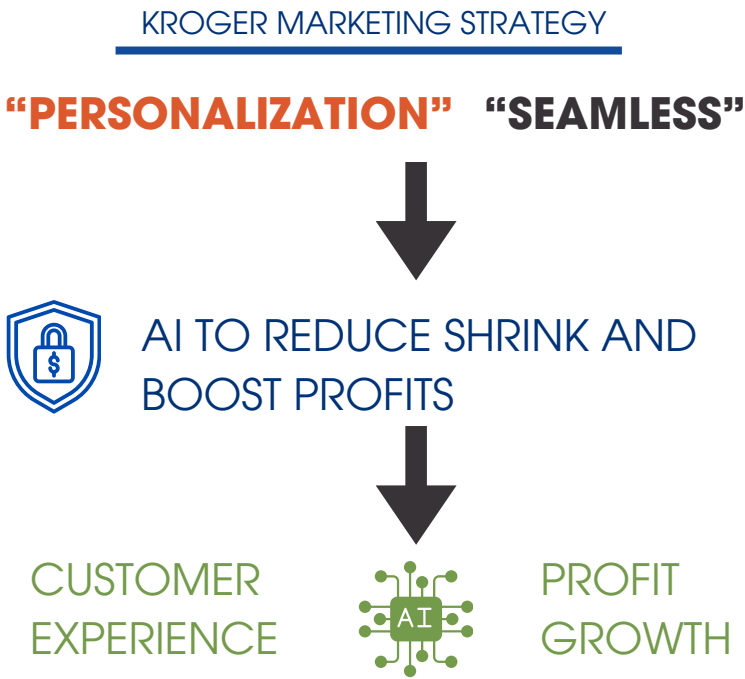 KROGER MARKETING STRATEGY
“PERSONALIZATION” “SEAMLESS”
$
AI TO REDUCE SHRINK AND
BOOST PROFITS
CUSTOMER
EXPERIENCE
AI
PROFIT
GROWTH